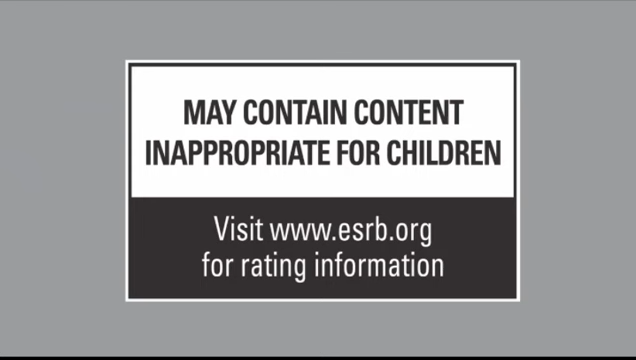 MAY CONTAIN CONTENT
INAPPROPRIATE FOR CHILDREN
Visit www.esrb.org
for rating information